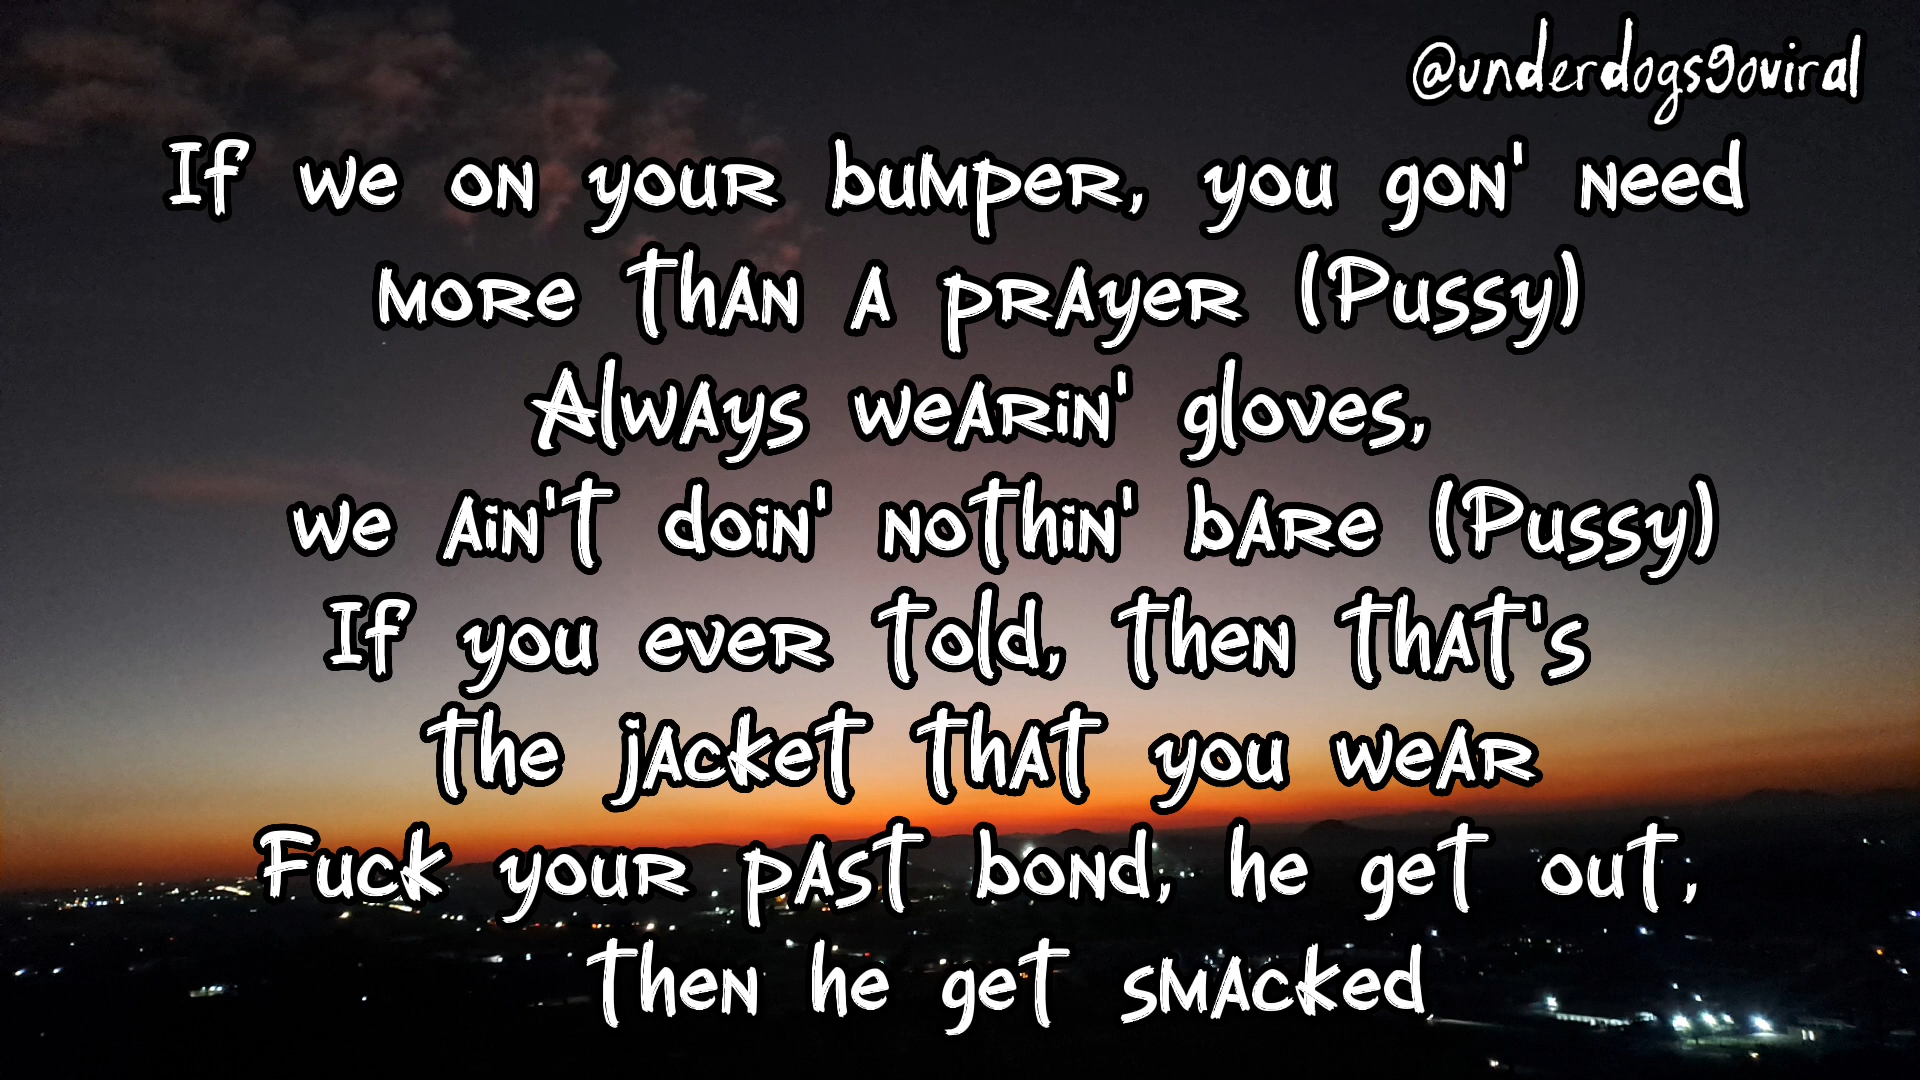 @underdogsgoviral
If we on your bumper, you gon' need
more than a prayer (Pussy)
Always wearin' gloves,
we ain't doin' nothin' bare (Pussy)
If you ever told, then that's
the jacket that you wear
Fuck your past bond, he get out,
then he get smacked